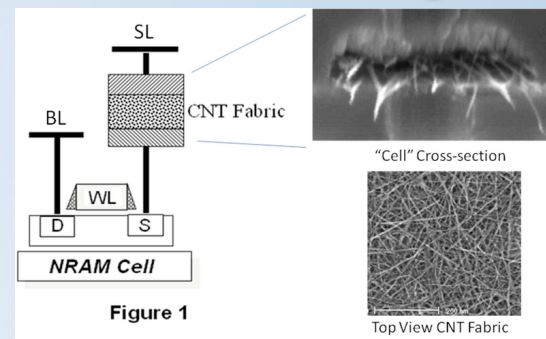 SL
CNT Fabric
BL
WL
D
S
NRAM Cell
Figure 1
"Cell" Cross-section
Top View CNT Fabric